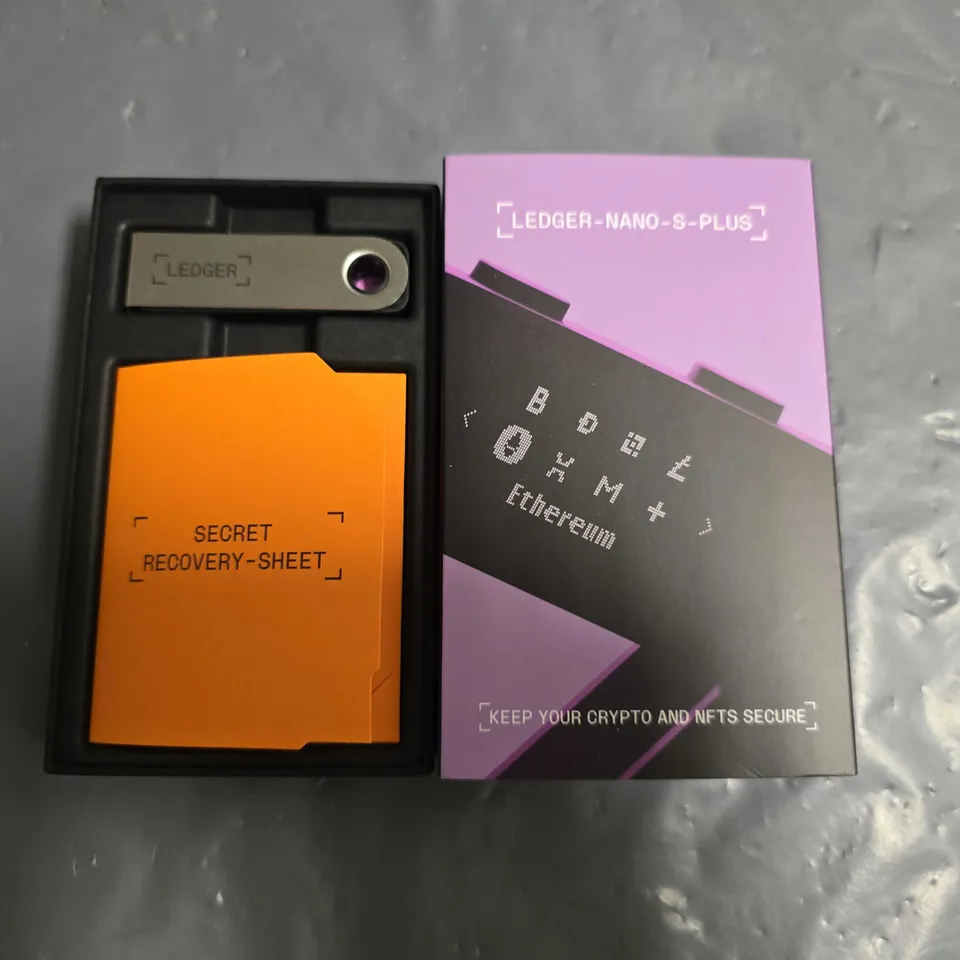 [LEDGER]
SECRET
RECOVERY-SHEET
[LEDGER-NANO-S-PLUS]
B Đ Ł
X M +
Ethereum
[KEEP YOUR CRYPTO AND NFTS SECURE]